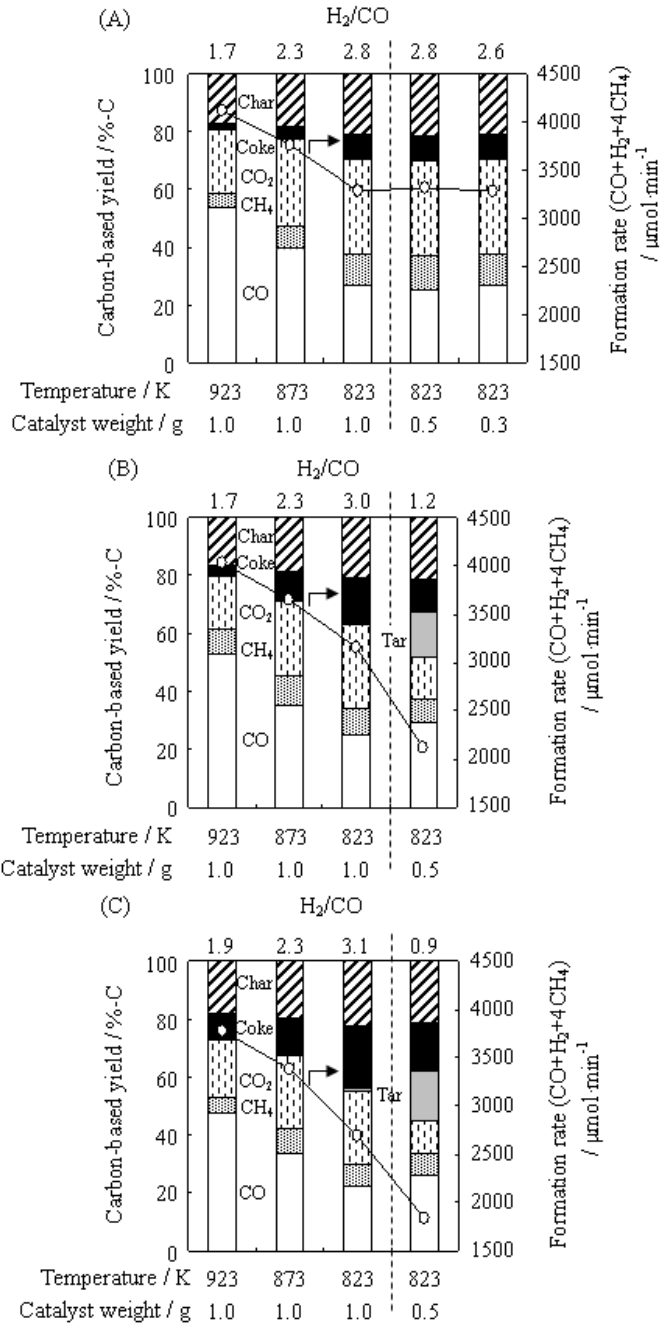 (A)
H₂/CO
1.7 2.3 2.8 2.8 2.6
Carbon-based yield / %-C
100
80
60
40
20
0
Char
Coke
CO₂
CH₄
CO
4500
4000
3500
3000
2500
2000
1500
Formation rate (CO+H₂+4CH₄)
/ μmol·min⁻¹
Temperature / K 923 873 823 823 823
Catalyst weight / g 1.0 1.0 1.0 0.5 0.3
(B)
H₂/CO
1.7 2.3 3.0 1.2
Carbon-based yield / %-C
100
80
60
40
20
0
Char
Coke
CO₂
CH₄
CO
Tar
4500
4000
3500
3000
2500
2000
1500
Formation rate (CO+H₂+4CH₄)
/ μmol·min⁻¹
Temperature / K 923 873 823 823
Catalyst weight / g 1.0 1.0 1.0 0.5
(C)
H₂/CO
1.9 2.3 3.1 0.9
Carbon-based yield / %-C
100
80
60
40
20
0
Char
Coke
CO₂
CH₄
CO
Tar
4500
4000
3500
3000
2500
2000
1500
Formation rate (CO+H₂+4CH₄)
/ μmol·min⁻¹
Temperature / K 923 873 823 823
Catalyst weight / g 1.0 1.0 1.0 0.5